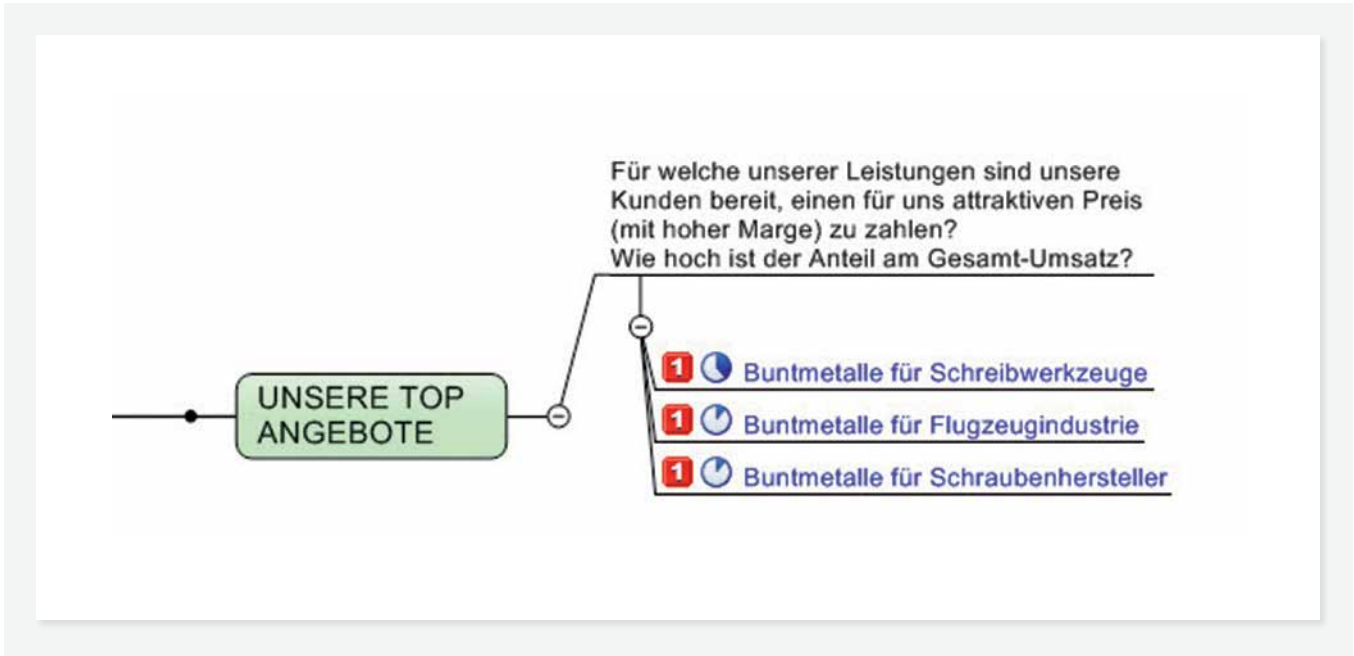 Für welche unserer Leistungen sind unsere
Kunden bereit, einen für uns attraktiven Preis
(mit hoher Marge) zu zahlen?
Wie hoch ist der Anteil am Gesamt-Umsatz?
UNSERE TOP
ANGEBOTE
1 Buntmetalle für Schreibwerkzeuge
1 Buntmetalle für Flugzeugindustrie
1 Buntmetalle für Schraubenhersteller